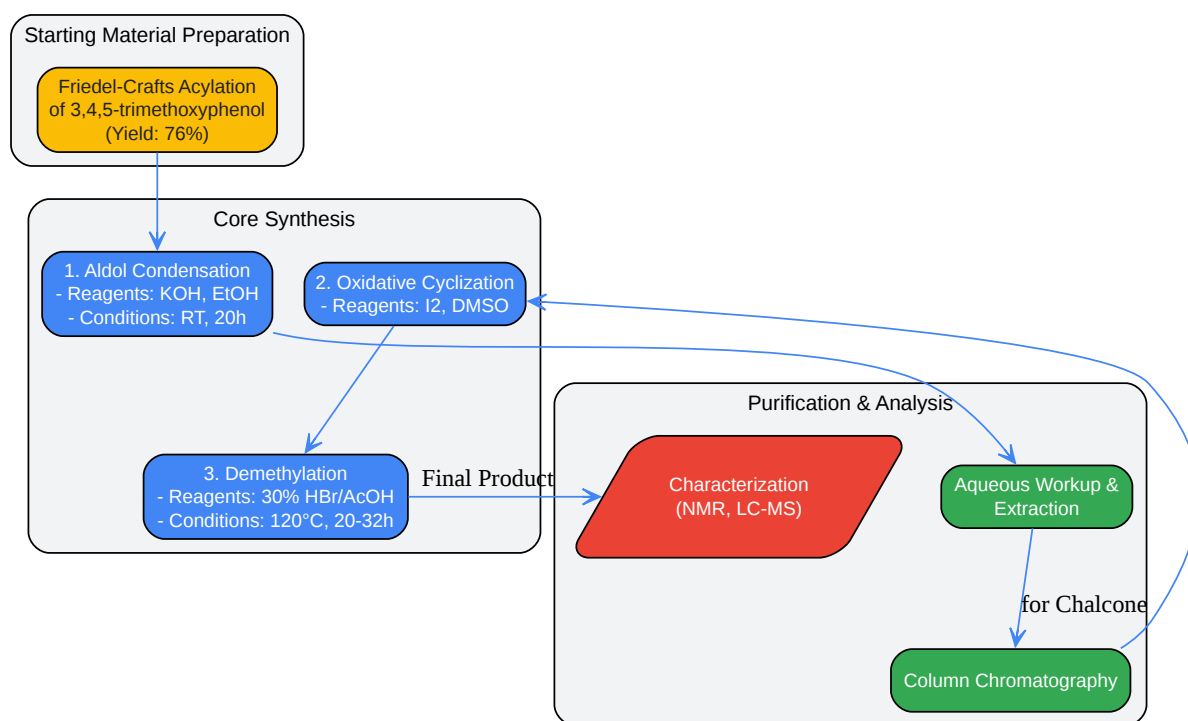 Starting Material Preparation
Friedel-Crafts Acylation
of 3,4,5-trimethoxyphenol
(Yield: 76%)
Core Synthesis
1. Aldol Condensation
- Reagents: KOH, EtOH
- Conditions: RT, 20h
2. Oxidative Cyclization
- Reagents: I2, DMSO
3. Demethylation
- Reagents: 30% HBr/AcOH
- Conditions: 120°C, 20-32h
Final Product
Purification & Analysis
Characterization
(NMR, LC-MS)
Aqueous Workup &
Extraction
for Chalcone
Column Chromatography